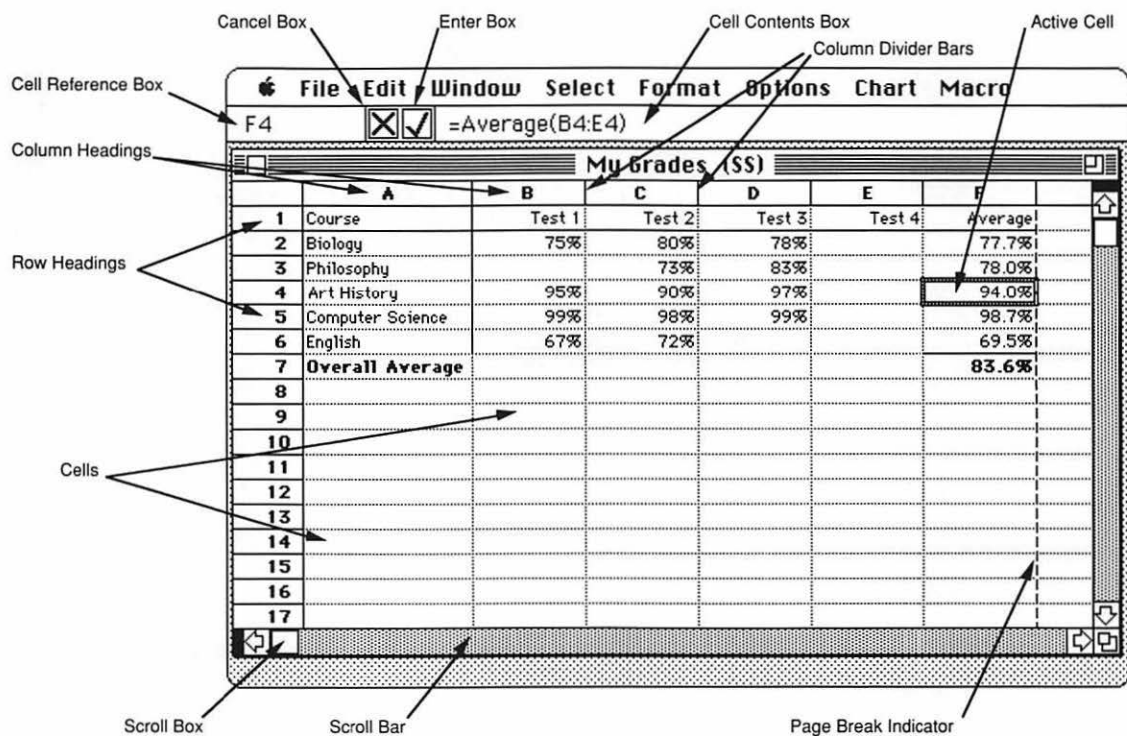 Cancel Box Enter Box Cell Contents Box Active Cell
Column Divider Bars
Cell Reference Box
File Edit Window Select Format Options Chart Macro
F4 =Average(B4:E4)
Column Headings
My Grades (SS)
A B C D E F
1 Course Test 1 Test 2 Test 3 Test 4 Average
2 Biology 75% 80% 78% 77.7%
Row Headings
3 Philosophy 73% 83% 78.0%
4 Art History 95% 90% 97% 94.0%
5 Computer Science 99% 98% 99% 98.7%
6 English 67% 72% 69.5%
7 Overall Average 83.6%
8
9
10
Cells
11
12
13
14
15
16
17
Scroll Box Scroll Bar Page Break Indicator